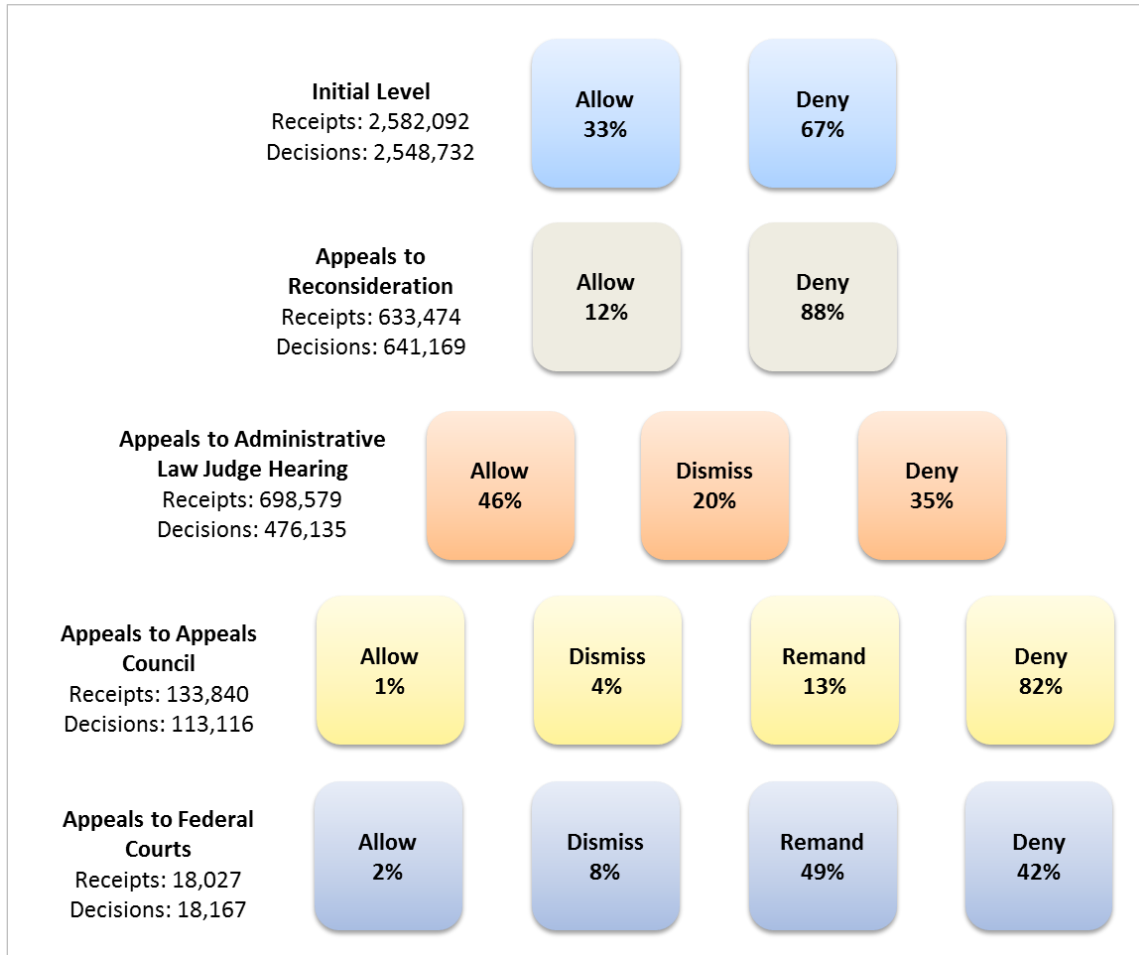 Initial Level
Receipts: 2,582,092
Decisions: 2,548,732
Allow
33%
Deny
67%
Appeals to
Reconsideration
Receipts: 633,474
Decisions: 641,169
Allow
12%
Deny
88%
Appeals to Administrative
Law Judge Hearing
Receipts: 698,579
Decisions: 476,135
Allow
46%
Dismiss
20%
Deny
35%
Appeals to Appeals
Council
Receipts: 133,840
Decisions: 113,116
Allow
1%
Dismiss
4%
Remand
13%
Deny
82%
Appeals to Federal
Courts
Receipts: 18,027
Decisions: 18,167
Allow
2%
Dismiss
8%
Remand
49%
Deny
42%